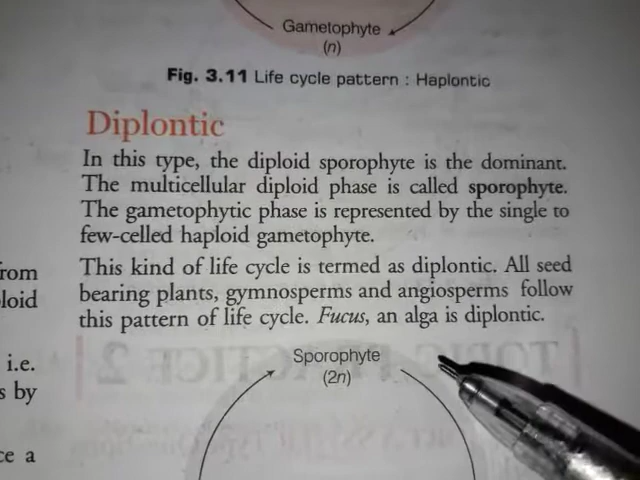 Gametophyte
(n)
Fig. 3.11 Life cycle pattern : Haplontic
Diplontic
In this type, the diploid sporophyte is the dominant.
The multicellular diploid phase is called sporophyte.
The gametophytic phase is represented by the single to
few-celled haploid gametophyte.
This kind of life cycle is termed as diplontic. All seed
bearing plants, gymnosperms and angiosperms follow
this pattern of life cycle. Fucus, an alga is diplontic.
Sporophyte
(2n)
from
loid
i.e.
s by
ce a